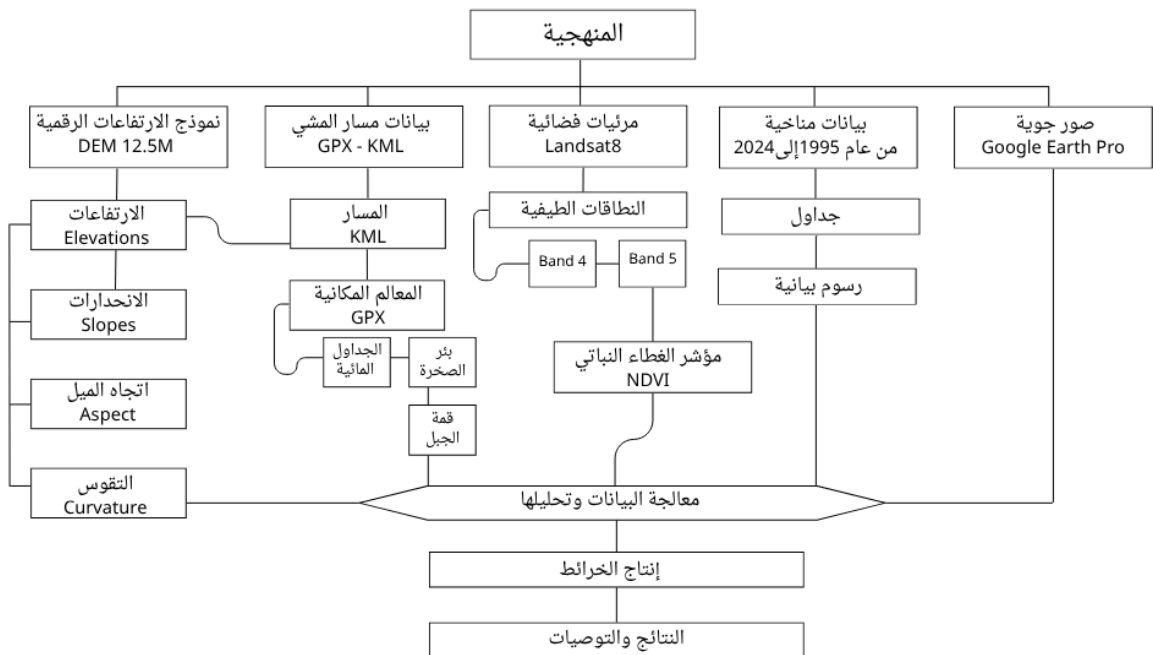 المنهجية
صور جوية
Google Earth Pro
بيانات مناخية
من عام 1995إلى2024
مرئيات فضائية
Landsat8
بيانات مسار المشي
GPX - KML
نموذج الارتفاعات الرقمية
DEM 12.5M
جداول
رسوم بيانية
النطاقات الطيفية
Band 4
Band 5
مؤشر الغطاء النباتي
NDVI
المسار
KML
المعالم المكانية
GPX
الجداول
المائية
بئر
الصخرة
قمة
الجبل
الارتفاعات
Elevations
الانحدارات
Slopes
اتجاه الميل
Aspect
التقوس
Curvature
معالجة البيانات وتحليلها
إنتاج الخرائط
النتائج والتوصيات